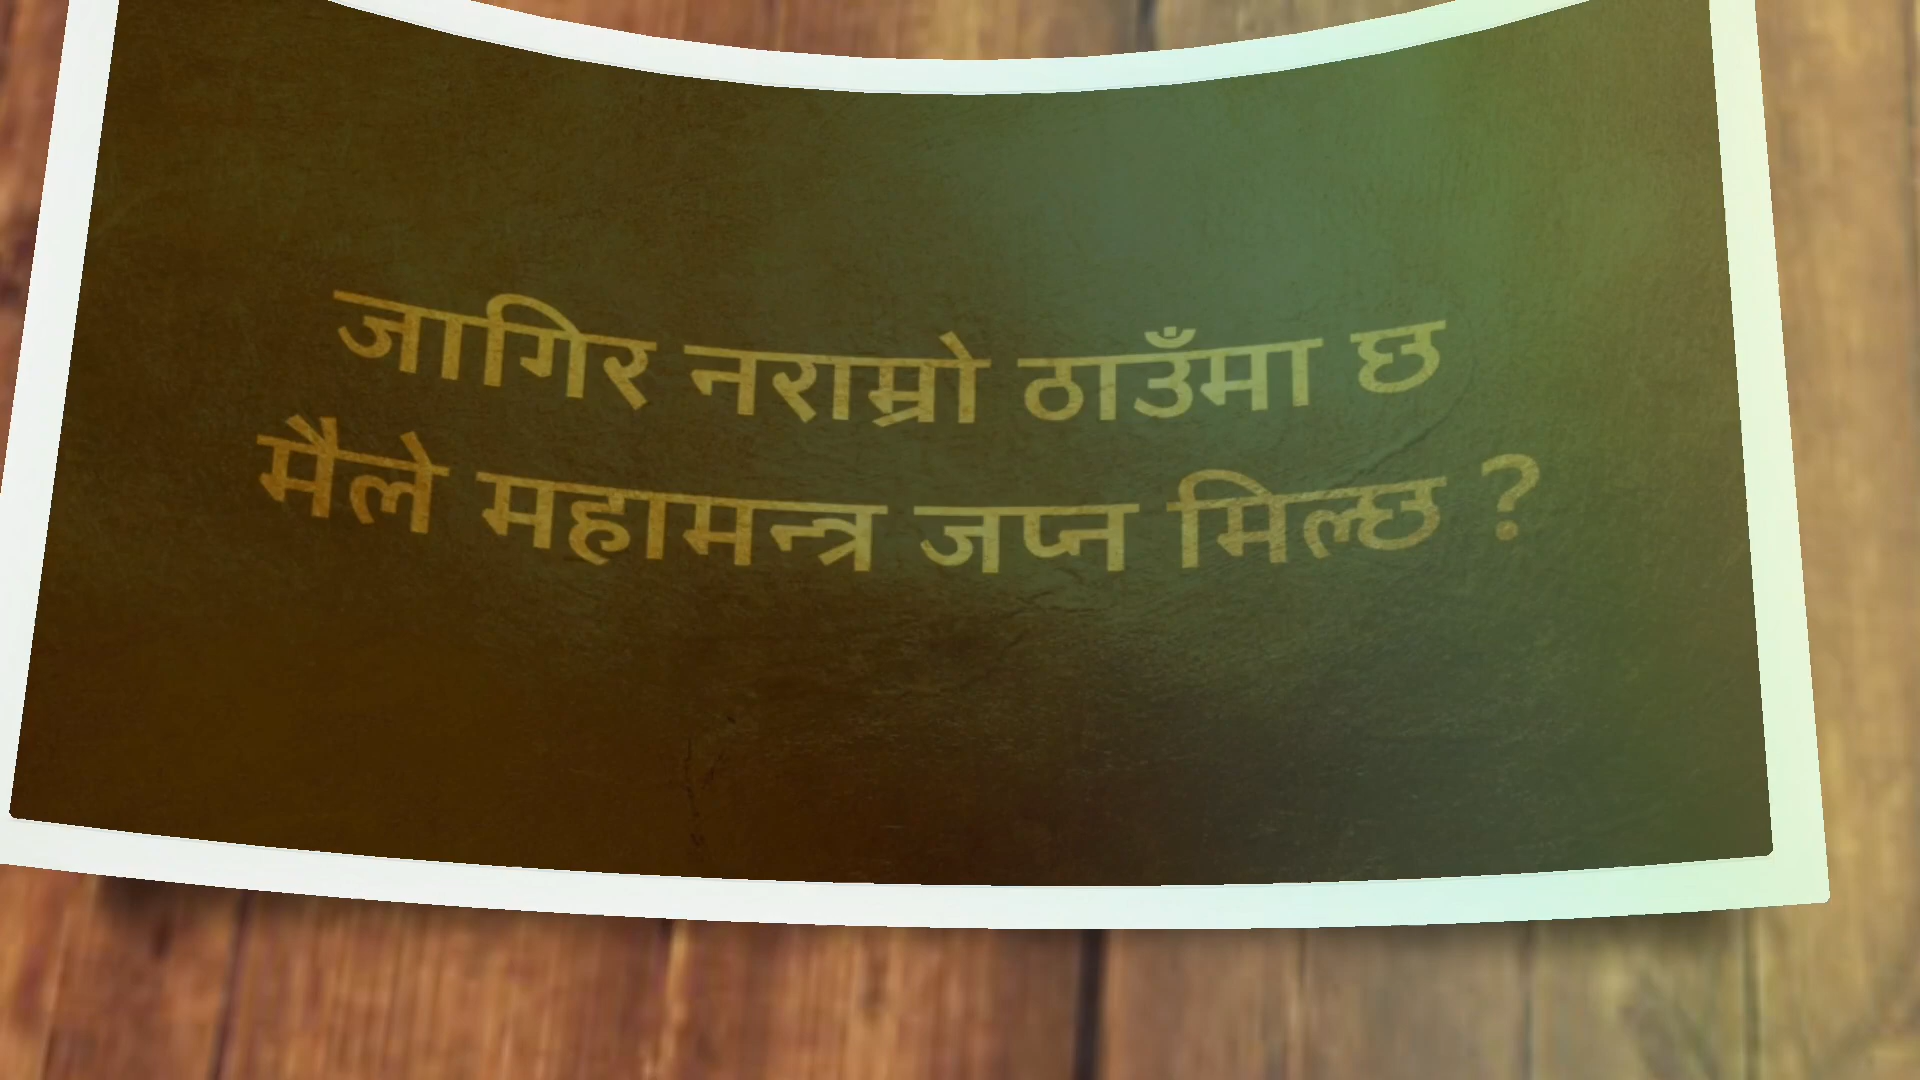 जागिर नराम्रो ठाउँमा छ
मैले महामन्त्र जप्न मिल्छ ?